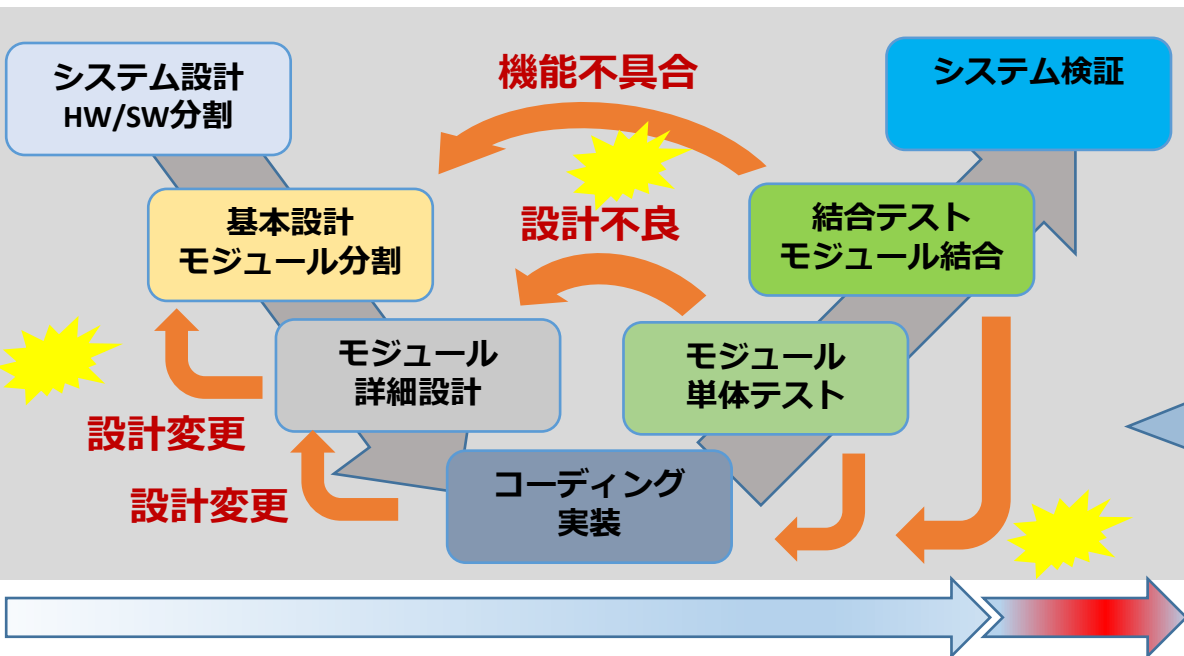 システム設計
HW/SW分割
機能不具合
システム検証
基本設計
モジュール分割
設計不良
結合テスト
モジュール結合
モジュール
詳細設計
モジュール
単体テスト
設計変更
設計変更
コーディング
実装